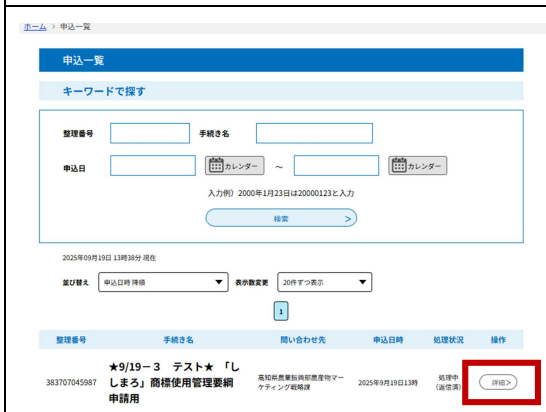 ホーム > 申込一覧
申込一覧
キーワードで探す
整理番号 手続き名
申込日 カレンダー ～ カレンダー
入力例）2000年1月23日は20000123と入力
検索 >
2025年09月19日 13時38分 現在
並び替え 申込日時 降順 ▼ 表示数変更 20件ずつ表示 ▼
1
整理番号 手続き名 問い合わせ先 申込日時 処理状況 操作
★9/19－3　テスト★　「し
383707045987 しまろ」商標使用管理要綱 高知県農業振興部農産物マー
ケティング戦略課 2025年9月19日13時 処理中
（返信済） 詳細>
申請用